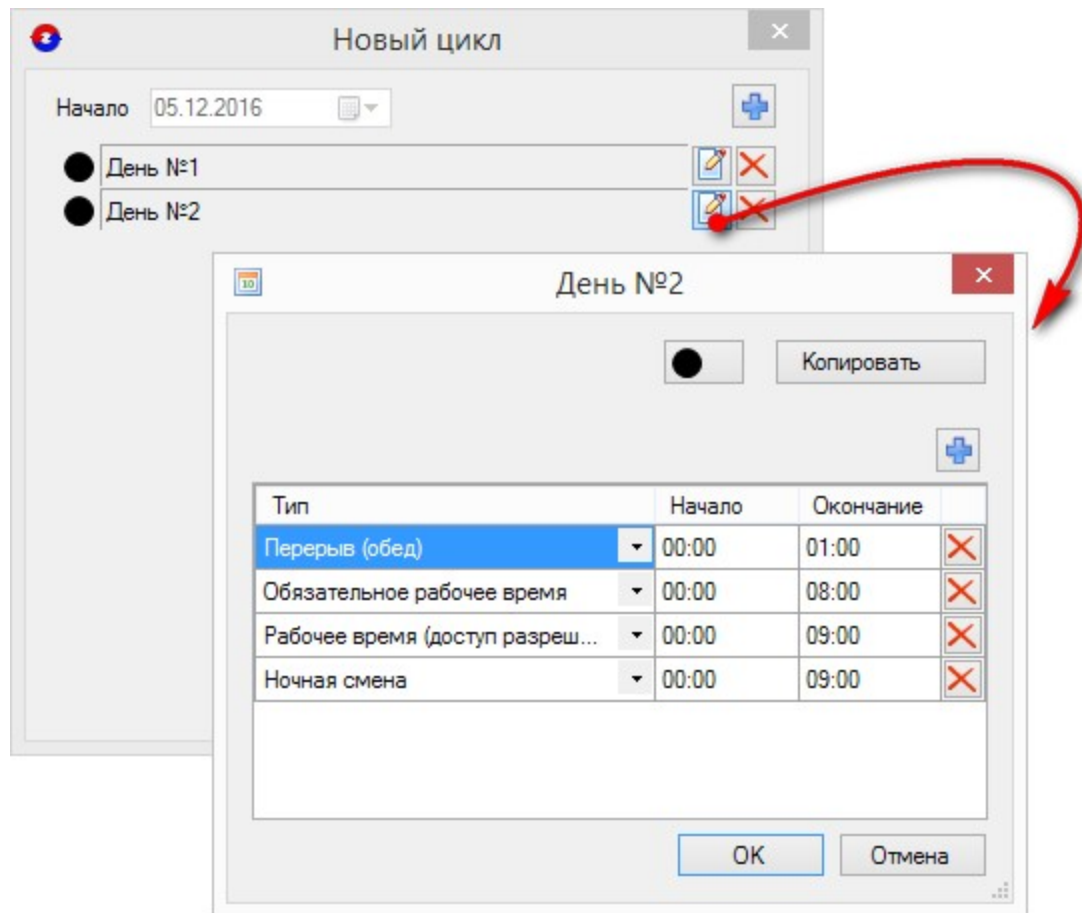 Новый цикл
Начало 05.12.2016
День №1
День №2
День №2
10
Копировать
Тип Начало Окончание
Перерыв (обед) 00:00 01:00
Обязательное рабочее время 00:00 08:00
Рабочее время (доступ разреш... 00:00 09:00
Ночная смена 00:00 09:00
OK Отмена